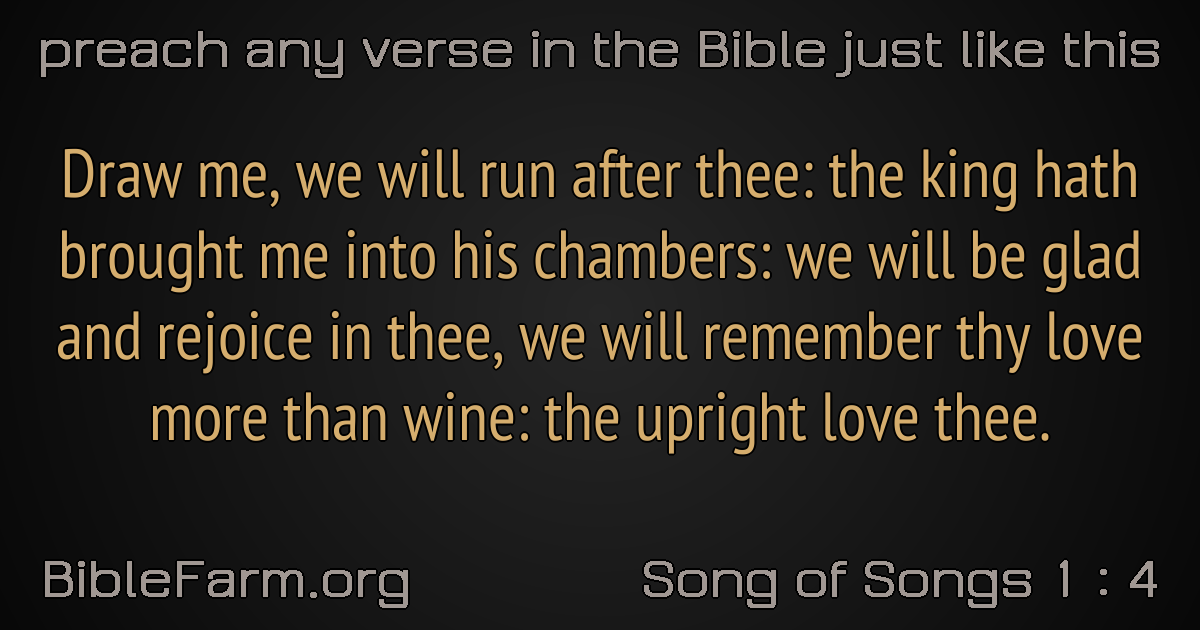 preach any verse in the Bible just like this
Draw me, we will run after thee: the king hath
brought me into his chambers: we will be glad
and rejoice in thee, we will remember thy love
more than wine: the upright love thee.
BibleFarm.org
Song of Songs 1 : 4